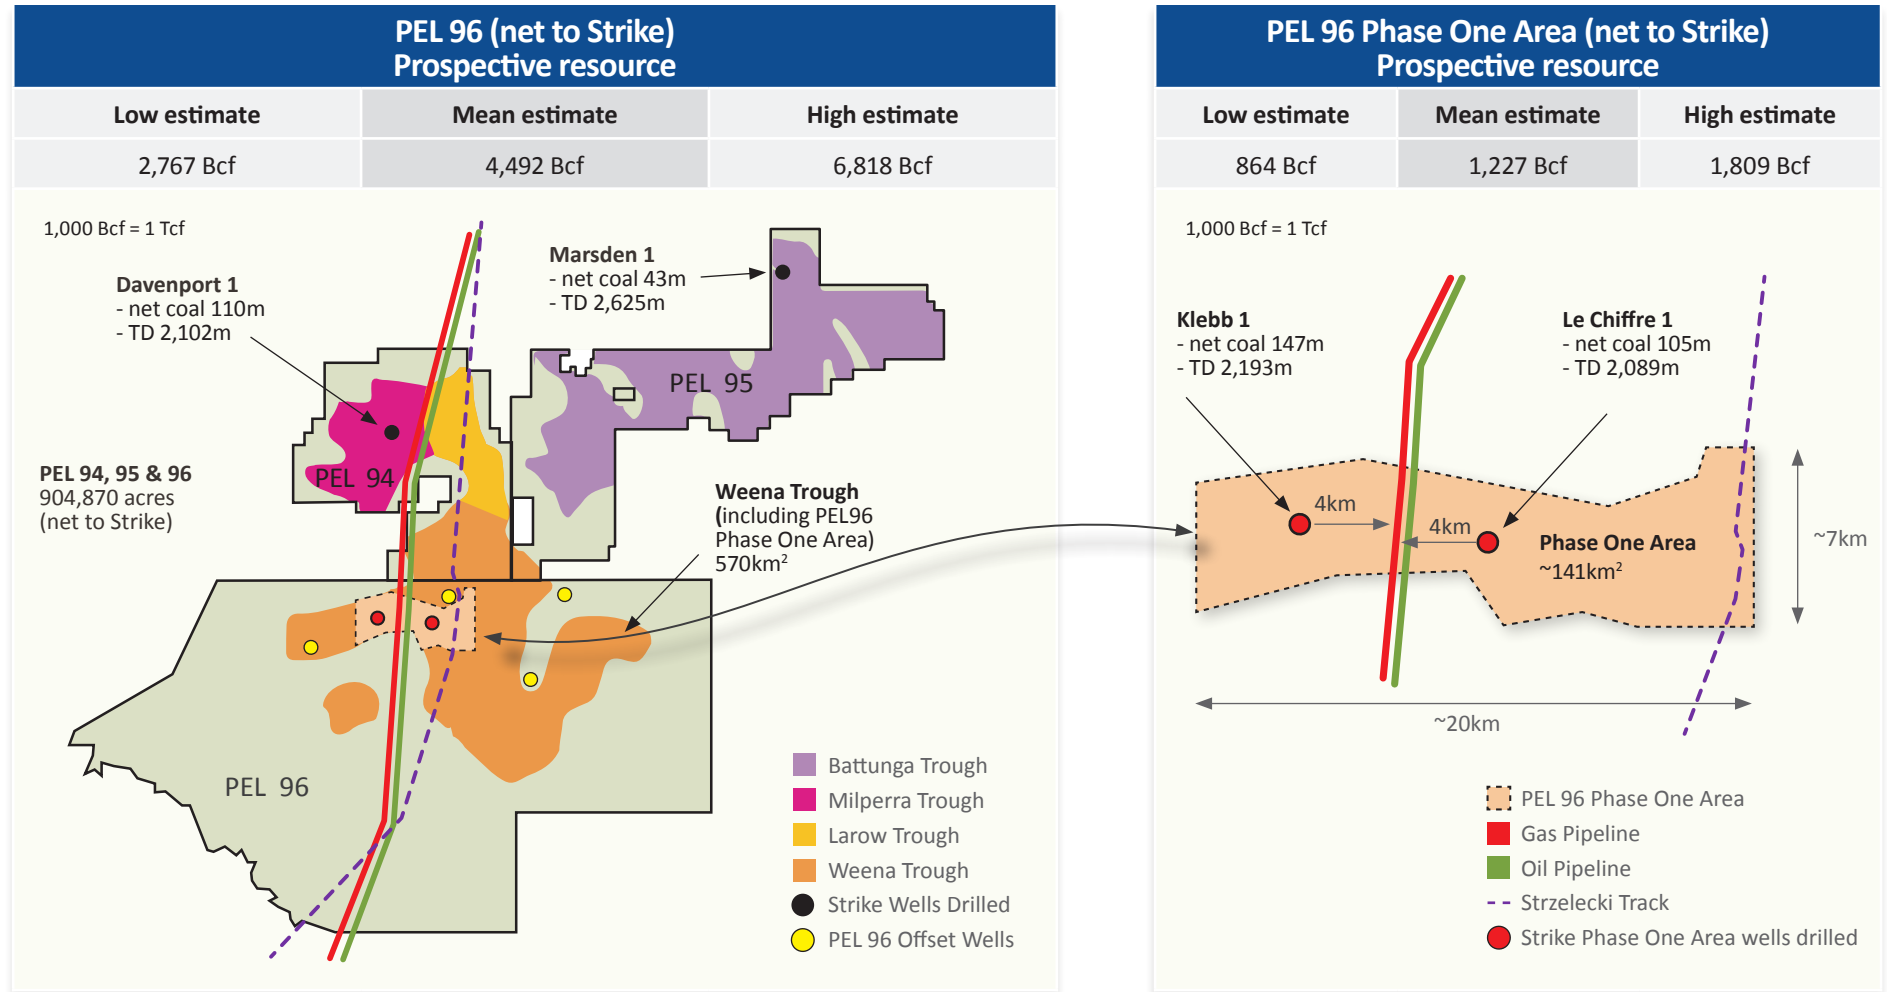 PEL 96 (net to Strike)
Prospective resource
Low estimate
Mean estimate
High estimate
2,767 Bcf
4,492 Bcf
6,818 Bcf
1,000 Bcf = 1 Tcf
Davenport 1
- net coal 110m
- TD 2,102m
Marsden 1
- net coal 43m
- TD 2,625m
PEL 95
PEL 94
PEL 94, 95 & 96
904,870 acres
(net to Strike)
Weena Trough
(including PEL96
Phase One Area)
570km²
PEL 96
Battunga Trough
Milperra Trough
Larow Trough
Weena Trough
Strike Wells Drilled
PEL 96 Offset Wells
PEL 96 Phase One Area (net to Strike)
Prospective resource
Low estimate
Mean estimate
High estimate
864 Bcf
1,227 Bcf
1,809 Bcf
1,000 Bcf = 1 Tcf
Klebb 1
- net coal 147m
- TD 2,193m
Le Chiffre 1
- net coal 105m
- TD 2,089m
4km
4km
Phase One Area
~141km²
~7km
~20km
PEL 96 Phase One Area
Gas Pipeline
Oil Pipeline
Strzelecki Track
Strike Phase One Area wells drilled